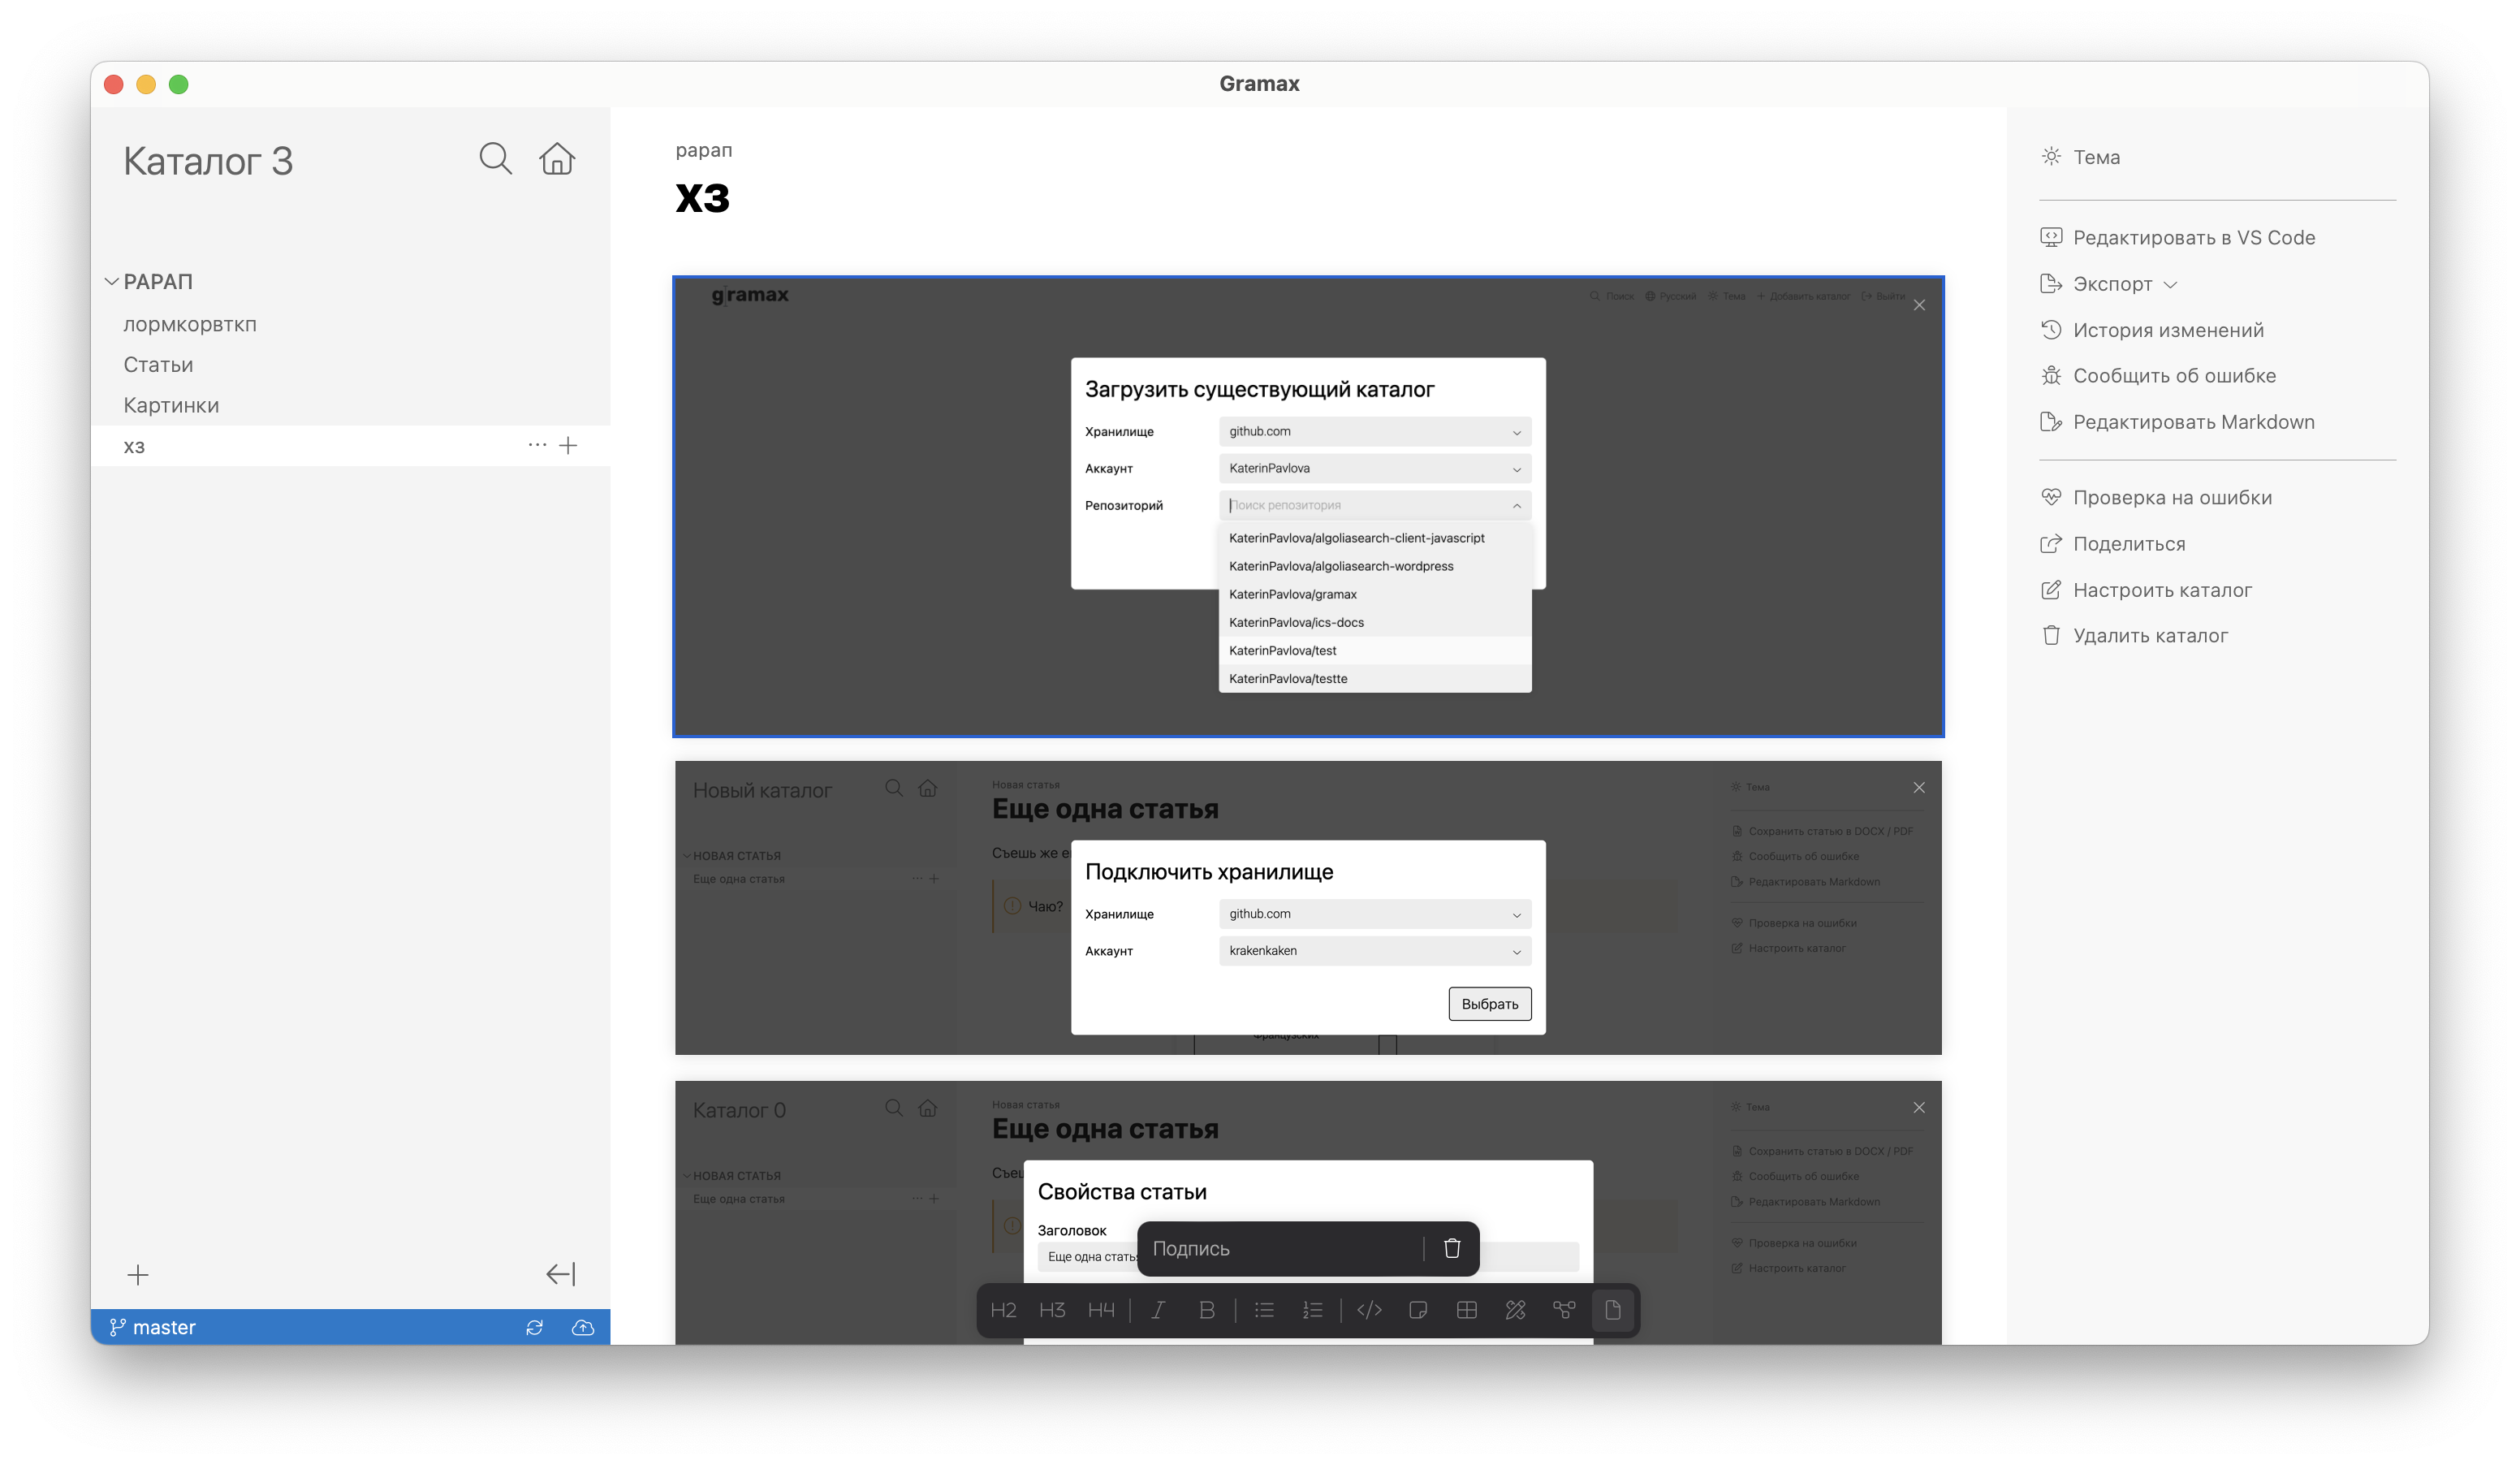 Gramax
Каталог 3
РАРАП
лормкорвткп
Статьи
Картинки
хз
master
рарап
хз
gramax
Поиск Русский Тема Добавить каталог Выйти
Загрузить существующий каталог
Хранилище github.com
Аккаунт KaterinPavlova
Репозиторий Поиск репозитория
KaterinPavlova/algoliasearch-client-javascript
KaterinPavlova/algoliasearch-wordpress
KaterinPavlova/gramax
KaterinPavlova/ics-docs
KaterinPavlova/test
KaterinPavlova/testte
Новый каталог
НОВАЯ СТАТЬЯ
Еще одна статья
Новая статья
Еще одна статья
Съешь же е
Чаю?
Французских
Тема
Сохранить статью в DOCX / PDF
Сообщить об ошибке
Редактировать Markdown
Проверка на ошибки
Настроить каталог
Подключить хранилище
Хранилище github.com
Аккаунт krakenkaken
Выбрать
Каталог 0
НОВАЯ СТАТЬЯ
Еще одна статья
Новая статья
Еще одна статья
Съеш
Тема
Сохранить статью в DOCX / PDF
Сообщить об ошибке
Редактировать Markdown
Проверка на ошибки
Настроить каталог
Свойства статьи
Заголовок
Еще одна стать
Подпись
H2 H3 H4 I B
Тема
Редактировать в VS Code
Экспорт
История изменений
Сообщить об ошибке
Редактировать Markdown
Проверка на ошибки
Поделиться
Настроить каталог
Удалить каталог